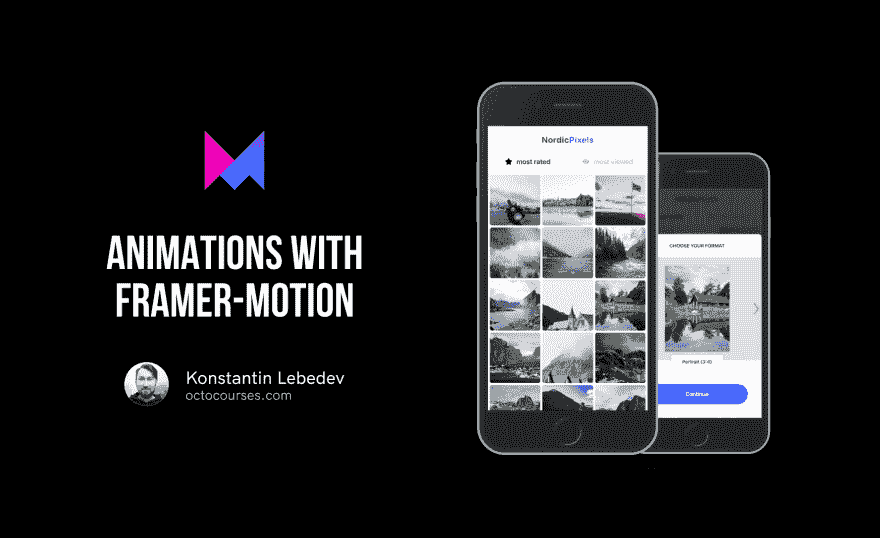 ANIMATIONS WITH
FRAMER-MOTION
Konstantin Lebedev
octocourses.com
NordicPixels
most rated
most viewed
CHOOSE YOUR FORMAT
Portrait (3:4)
Continue